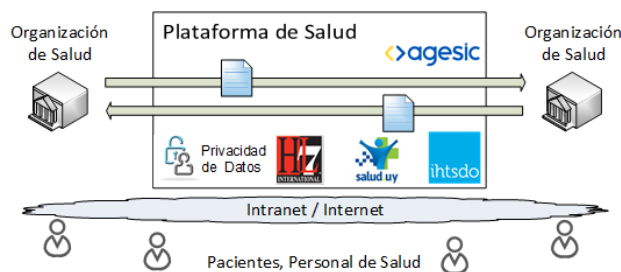 Organización
de Salud
Plataforma de Salud
<>agesic
Organización
de Salud
Privacidad
de Datos
HL7
INTERNATIONAL
salud uy
ihtsdo
Intranet / Internet
Pacientes, Personal de Salud